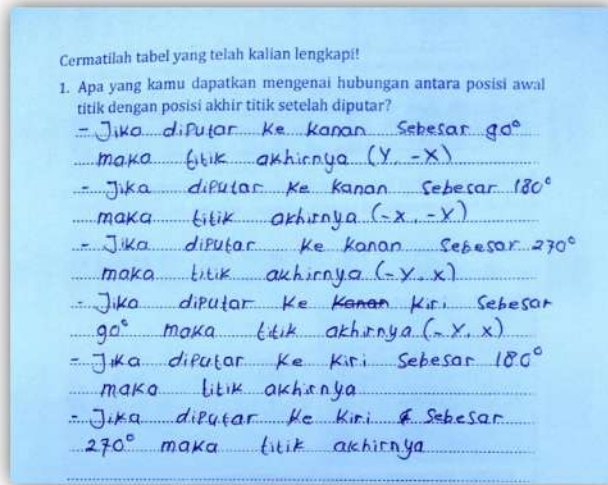 Cermatilah tabel yang telah kalian lengkapi!
1. Apa yang kamu dapatkan mengenai hubungan antara posisi awal
titik dengan posisi akhir titik setelah diputar?
- Jika diputar ke kanan sebesar 90°
maka titik akhirnya (y, -x)
- Jika diputar ke kanan sebesar 180°
maka titik akhirnya (-x, -y)
- Jika diputar ke kanan sebesar 270°
maka titik akhirnya (-y, x)
- Jika diputar ke kanan kiri sebesar
90° maka titik akhirnya (-y, x)
- Jika diputar ke kiri sebesar 180°
maka titik akhirnya
- Jika diputar ke kiri sebesar
270° maka titik akhirnya